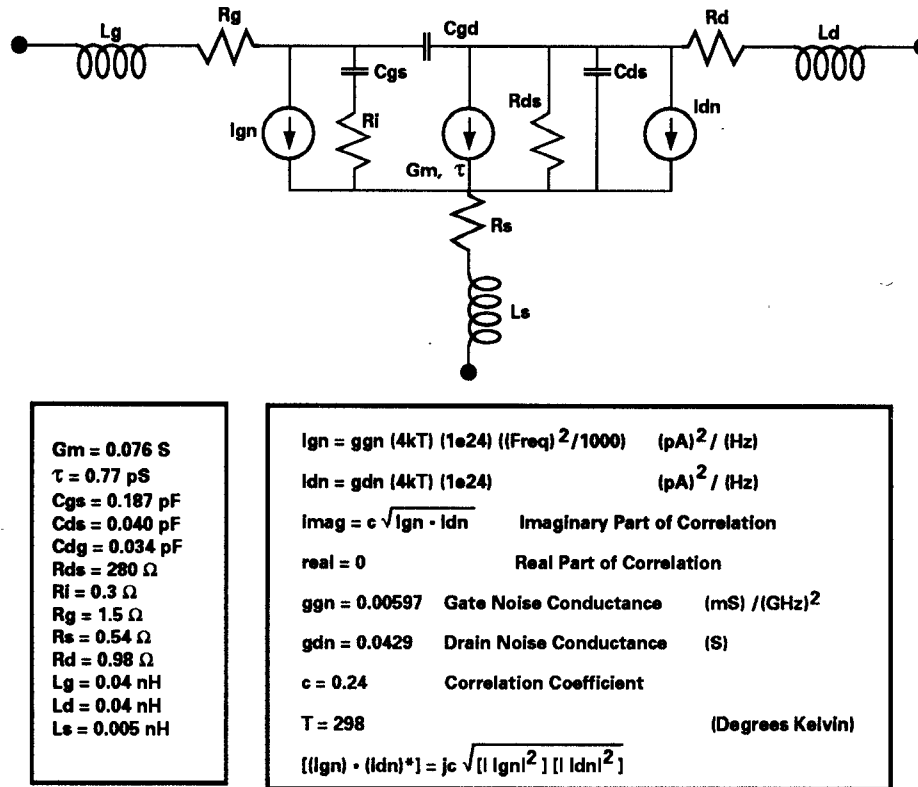 Lg
Rg
Cgd
Rd
Ld
Cgs
Cds
Rds
Idn
Ign
Ri
Gm, τ
Rs
Ls
Gm = 0.076 S
τ = 0.77 pS
Cgs = 0.187 pF
Cds = 0.040 pF
Cdg = 0.034 pF
Rds = 280 Ω
Ri = 0.3 Ω
Rg = 1.5 Ω
Rs = 0.54 Ω
Rd = 0.98 Ω
Lg = 0.04 nH
Ld = 0.04 nH
Ls = 0.005 nH
Ign = ggn (4kT) (1e24) ((Freq)²/1000) (pA)² / (Hz)
Idn = gdn (4kT) (1e24) (pA)² / (Hz)
imag = c √(Ign · Idn) Imaginary Part of Correlation
real = 0 Real Part of Correlation
ggn = 0.00597 Gate Noise Conductance (mS) /(GHz)²
gdn = 0.0429 Drain Noise Conductance (S)
c = 0.24 Correlation Coefficient
T = 298 (Degrees Kelvin)
[(Ign) · (Idn)*] = jc √([| Ign|²] [| Idn|²])